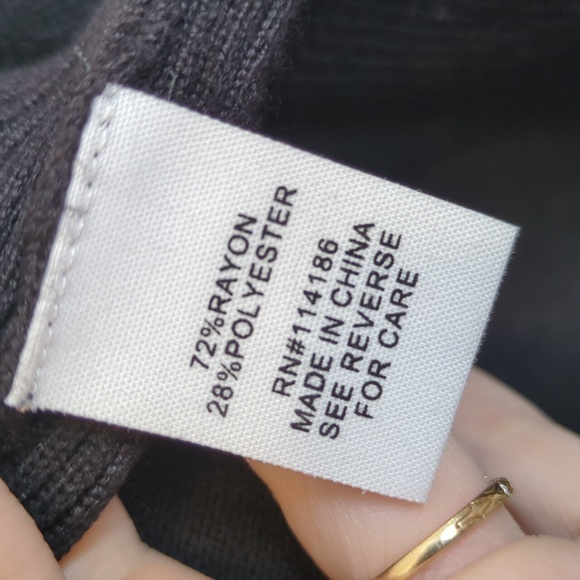 72%RAYON
28%POLYESTER
RN#114186
MADE IN CHINA
SEE REVERSE
FOR CARE